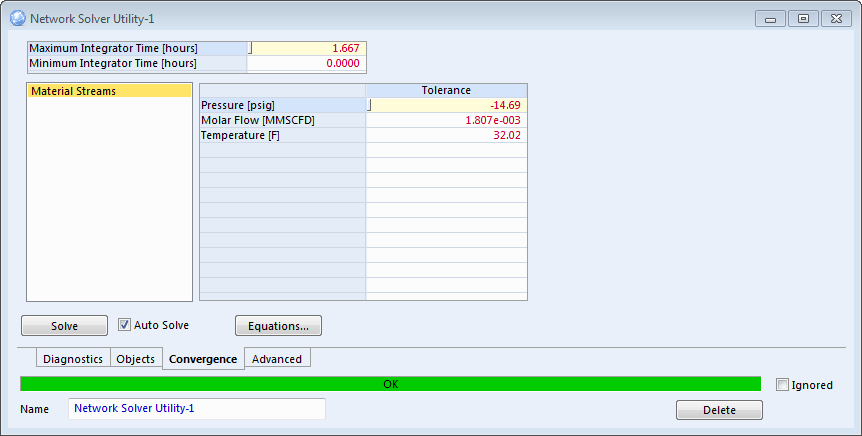 Network Solver Utility-1
Maximum Integrator Time [hours] 1.667
Minimum Integrator Time [hours] 0.0000
Material Streams
Tolerance
Pressure [psig] -14.69
Molar Flow [MMSCFD] 1.807e-003
Temperature [F] 32.02
Solve Auto Solve Equations...
Diagnostics Objects Convergence Advanced
OK Ignored
Name Network Solver Utility-1 Delete